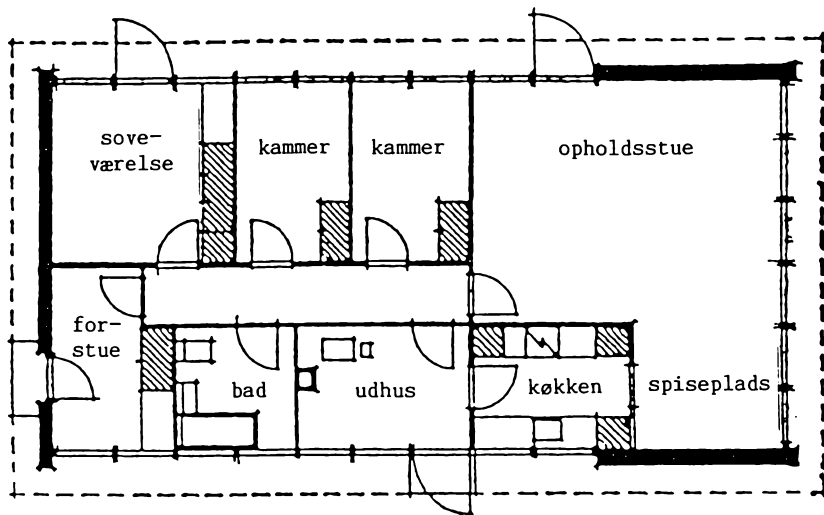 sove-
værelse
kammer
kammer
opholdsstue
for-
stue
bad
udhus
køkken
spiseplads